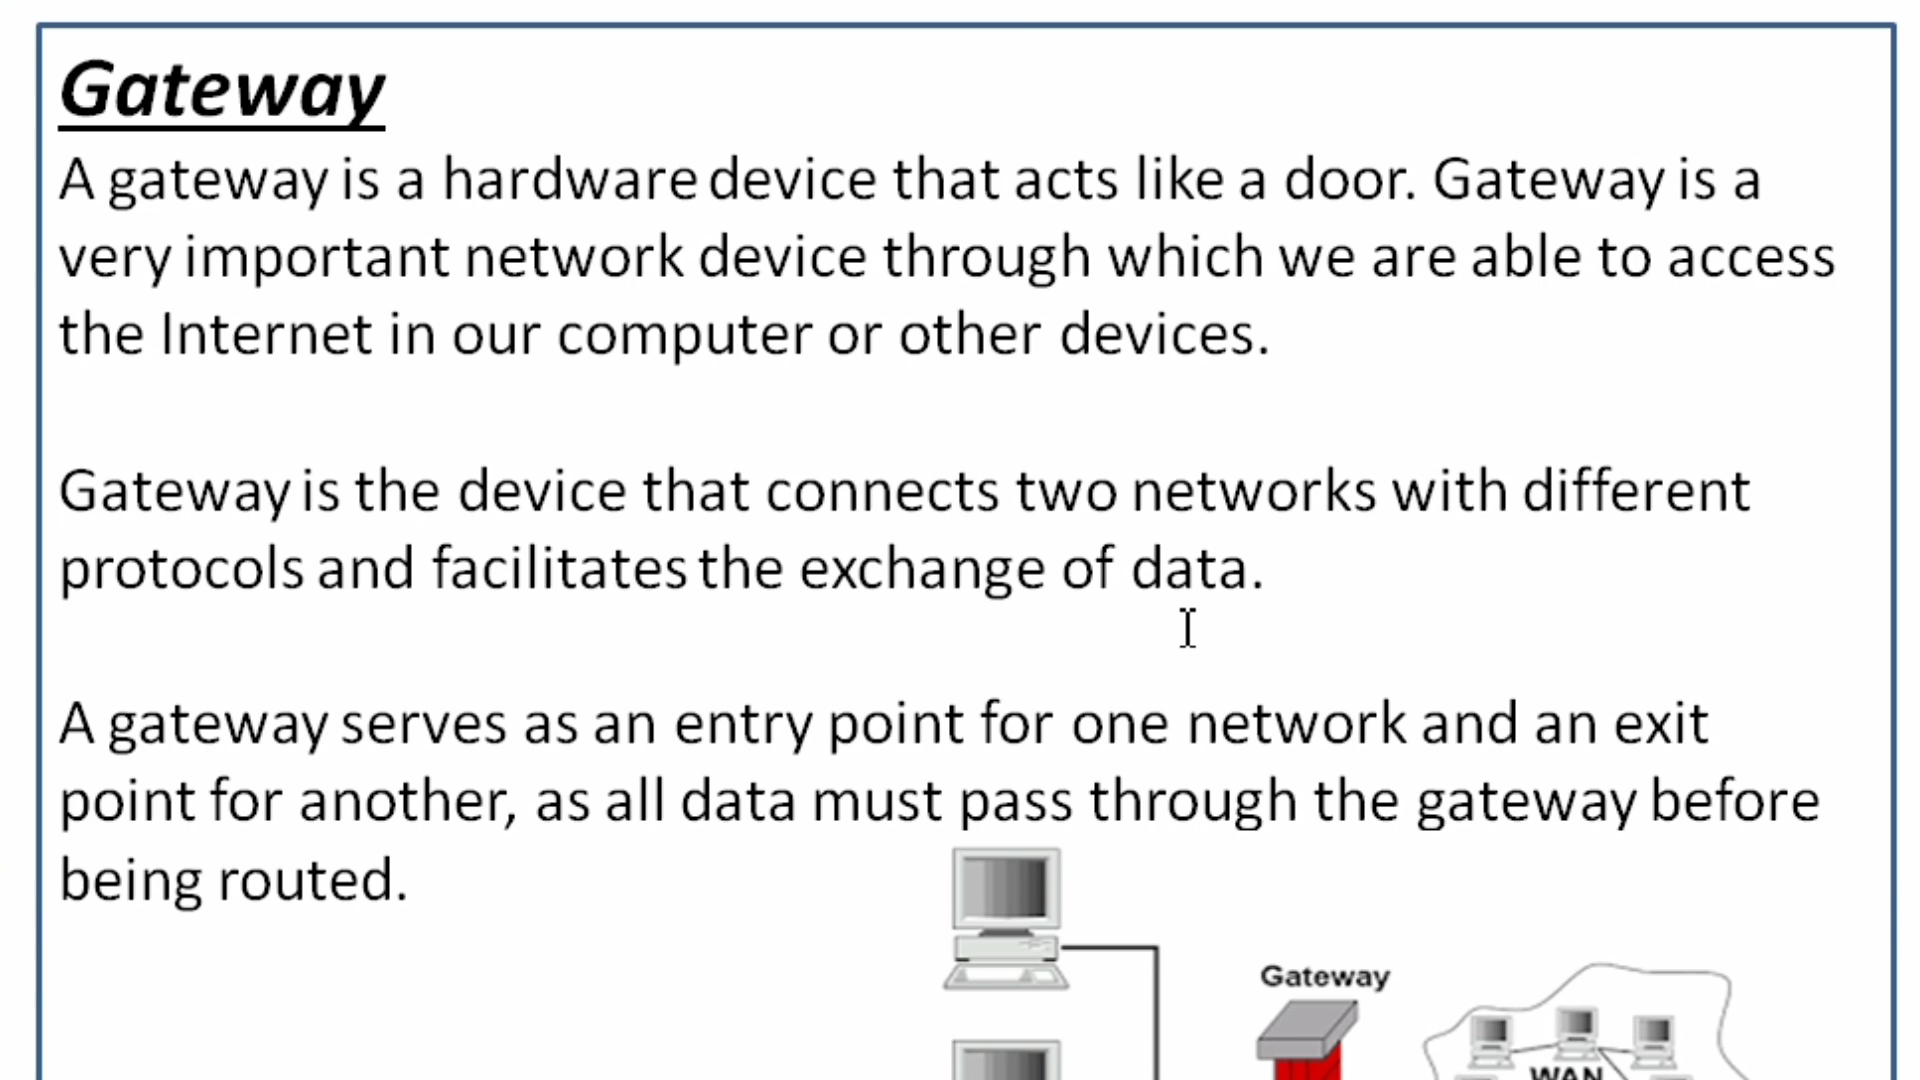 Gateway
A gateway is a hardware device that acts like a door. Gateway is a
very important network device through which we are able to access
the Internet in our computer or other devices.
Gateway is the device that connects two networks with different
protocols and facilitates the exchange of data.
A gateway serves as an entry point for one network and an exit
point for another, as all data must pass through the gateway before
being routed.
Gateway
WAN